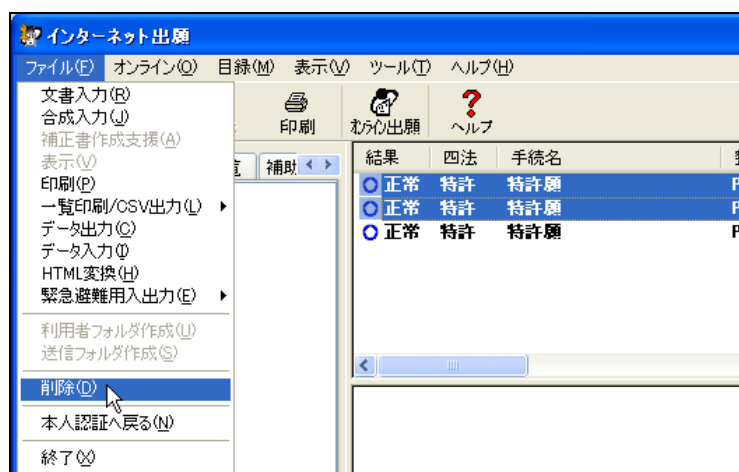 インターネット出願
ファイル(F) オンライン(O) 目録(M) 表示(V) ツール(T) ヘルプ(H)
文書入力(R)
合成入力(J)
補正書作成支援(A)
表示(V)
印刷(P)
一覧印刷/CSV出力(L)
データ出力(C)
データ入力(I)
HTML変換(H)
緊急避難用入出力(E)
利用者フォルダ作成(U)
送信フォルダ作成(S)
削除(D)
本人認証へ戻る(N)
終了(X)
印刷 オンライン出願 ヘルプ
補助
結果 四法 手続名
正常 特許 特許願 P
正常 特許 特許願 P
正常 特許 特許願 P